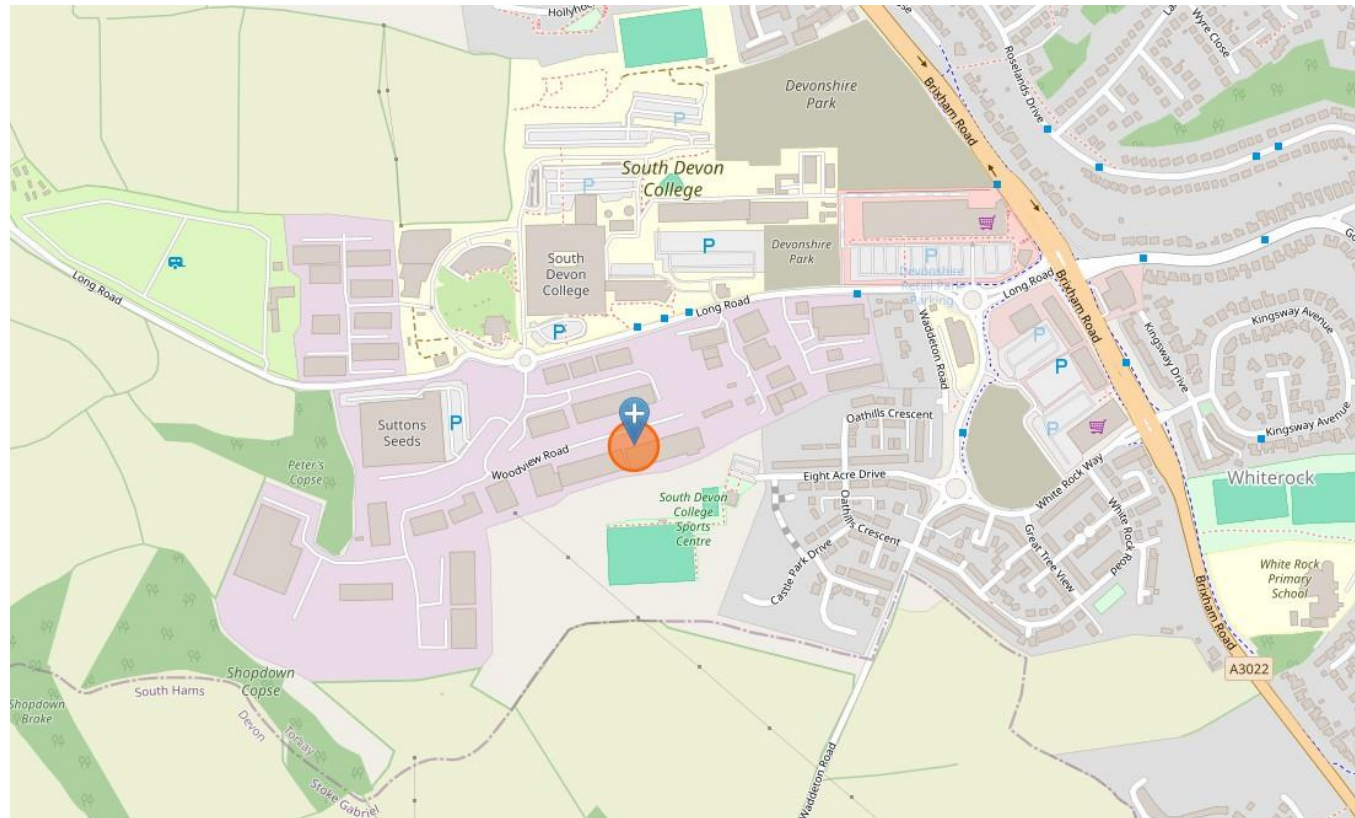 Hollyhoc
Brixham Road
Roselands Drive
Wyre Close
Devonshire
Park
Brixham Road
South Devon
College
P
P
Long Road
South
Devon
College
P
Devonshire
Park
P
Devonshire
Retail Park
Parking
Long Road
Go
Brixham Road
Kingsway Drive
Kingsway Avenue
P
Long Road
Waddeton Road
P
P
P
Suttons
Seeds
P
Oathills Crescent
Kingsway Avenue
Peter's
Copse
Woodview Road
Eight Acre Drive
White Rock Way
Whiterock
South Devon
College
Sports
Centre
Oathills Crescent
Castle Park Drive
Great Tree View
White Rock Road
White Rock
Primary
School
Brixham Road
A3022
Shopdown
Copse
South Hams
Devon
Torbay
Shopdown
Brake
Stoke Gabriel
Waddeton Road